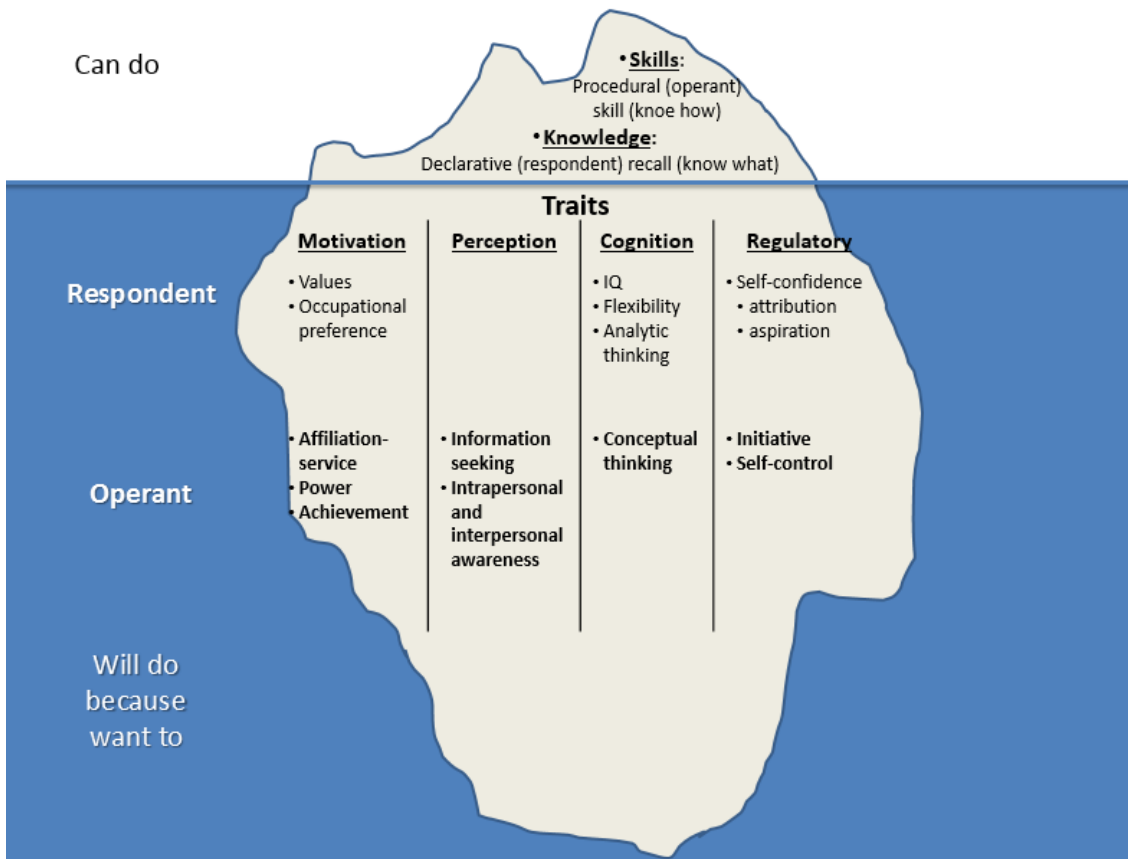 Can do
• Skills:
Procedural (operant)
skill (knoe how)
• Knowledge:
Declarative (respondent) recall (know what)
Traits
Motivation
Perception
Cognition
Regulatory
Respondent
• Values
• Occupational
preference
• IQ
• Flexibility
• Analytic
thinking
• Self-confidence
• attribution
• aspiration
Operant
• Affiliation-
service
• Power
• Achievement
• Information
seeking
• Intrapersonal
and
interpersonal
awareness
• Conceptual
thinking
• Initiative
• Self-control
Will do
because
want to